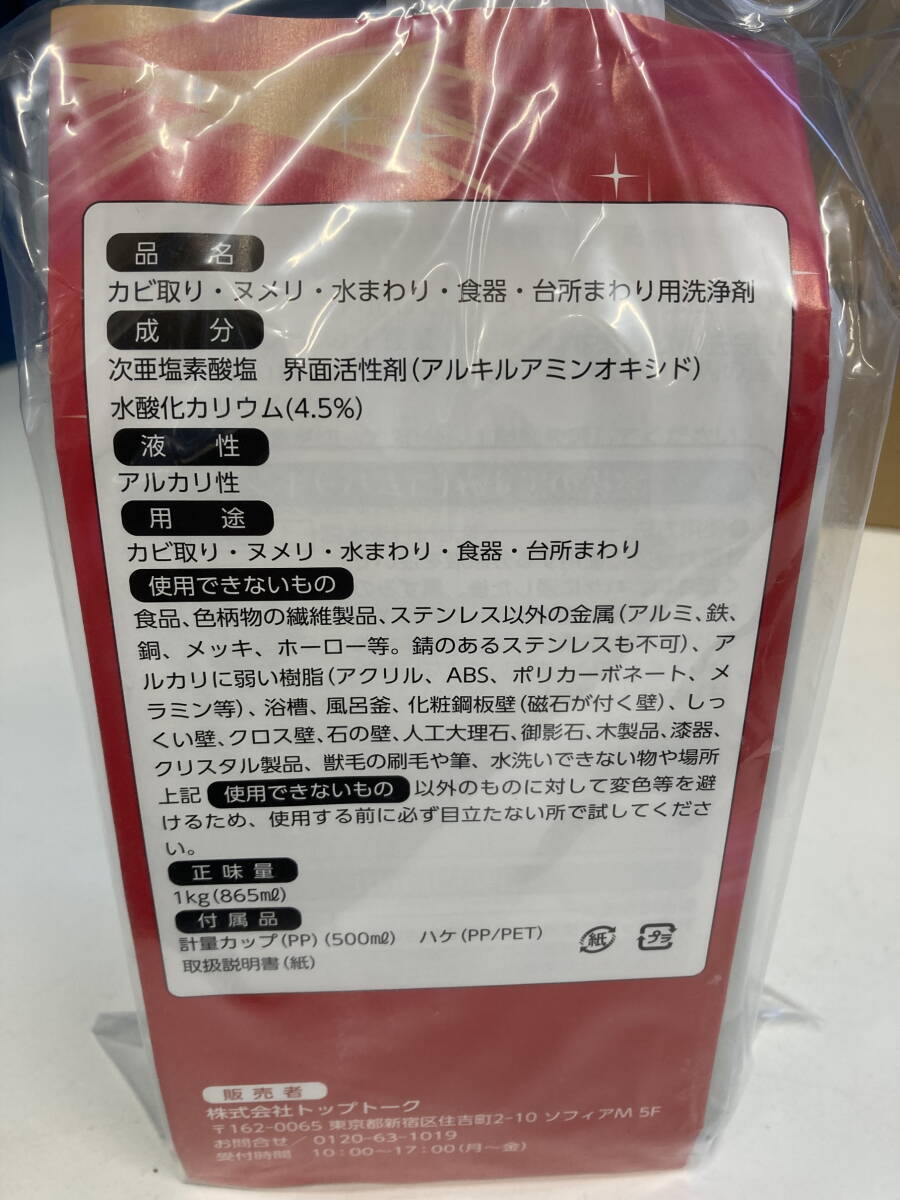 品名
カビ取り・ヌメリ・水まわり・食器・台所まわり用洗浄剤
成分
次亜塩素酸塩 界面活性剤(アルキルアミンオキシド)
水酸化カリウム(4.5%)
液性
アルカリ性
用途
カビ取り・ヌメリ・水まわり・食器・台所まわり
使用できないもの
食品、色柄物の繊維製品、ステンレス以外の金属(アルミ、鉄、
銅、メッキ、ホーロー等。錆のあるステンレスも不可)、ア
ルカリに弱い樹脂(アクリル、ABS、ポリカーボネート、メ
ラミン等)、浴槽、風呂釜、化粧鋼板壁(磁石が付く壁)、しっ
くい壁、クロス壁、石の壁、人工大理石、御影石、木製品、漆器、
クリスタル製品、獣毛の刷毛や筆、水洗いできない物や場所
上記 使用できないもの 以外のものに対して変色等を避
けるため、使用する前に必ず目立たない所で試してくださ
い。
正味量
1kg(865㎖)
付属品
計量カップ(PP)(500㎖) ハケ(PP/PET) 紙 プラ
取扱説明書(紙)
販売者
株式会社トップトーク
〒162-0065 東京都新宿区住吉町2-10 ソフィアM 5F
お問合せ/ 0120-63-1019
受付時間 10:00〜17:00(月〜金)